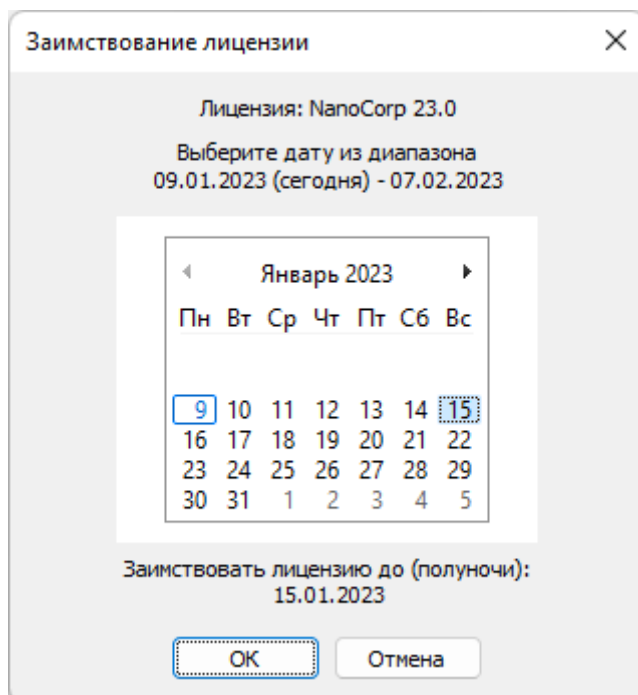 Заимствование лицензии
Лицензия: NanoCorp 23.0
Выберите дату из диапазона
09.01.2023 (сегодня) - 07.02.2023
Январь 2023
Пн Вт Ср Чт Пт Сб Вс
9 10 11 12 13 14 15
16 17 18 19 20 21 22
23 24 25 26 27 28 29
30 31 1 2 3 4 5
Заимствовать лицензию до (полуночи):
15.01.2023
ОК Отмена